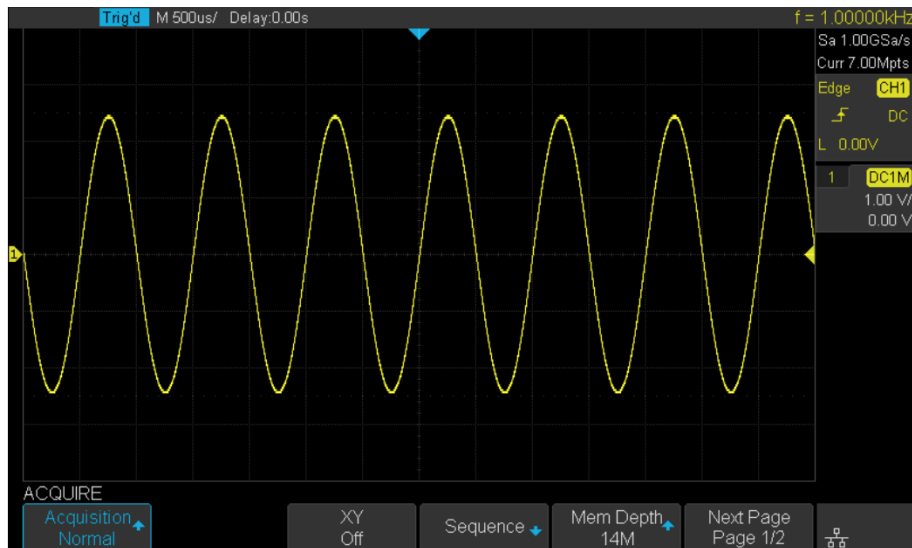 Trig'd M 500us/ Delay:0.00s f = 1.00000kHz
Sa 1.00GSa/s
Curr 7.00Mpts
Edge CH1
DC
L 0.00V
1 DC1M
1.00 V/
0.00 V
1
ACQUIRE
Acquisition XY Sequence Mem Depth Next Page
Normal Off 14M Page 1/2